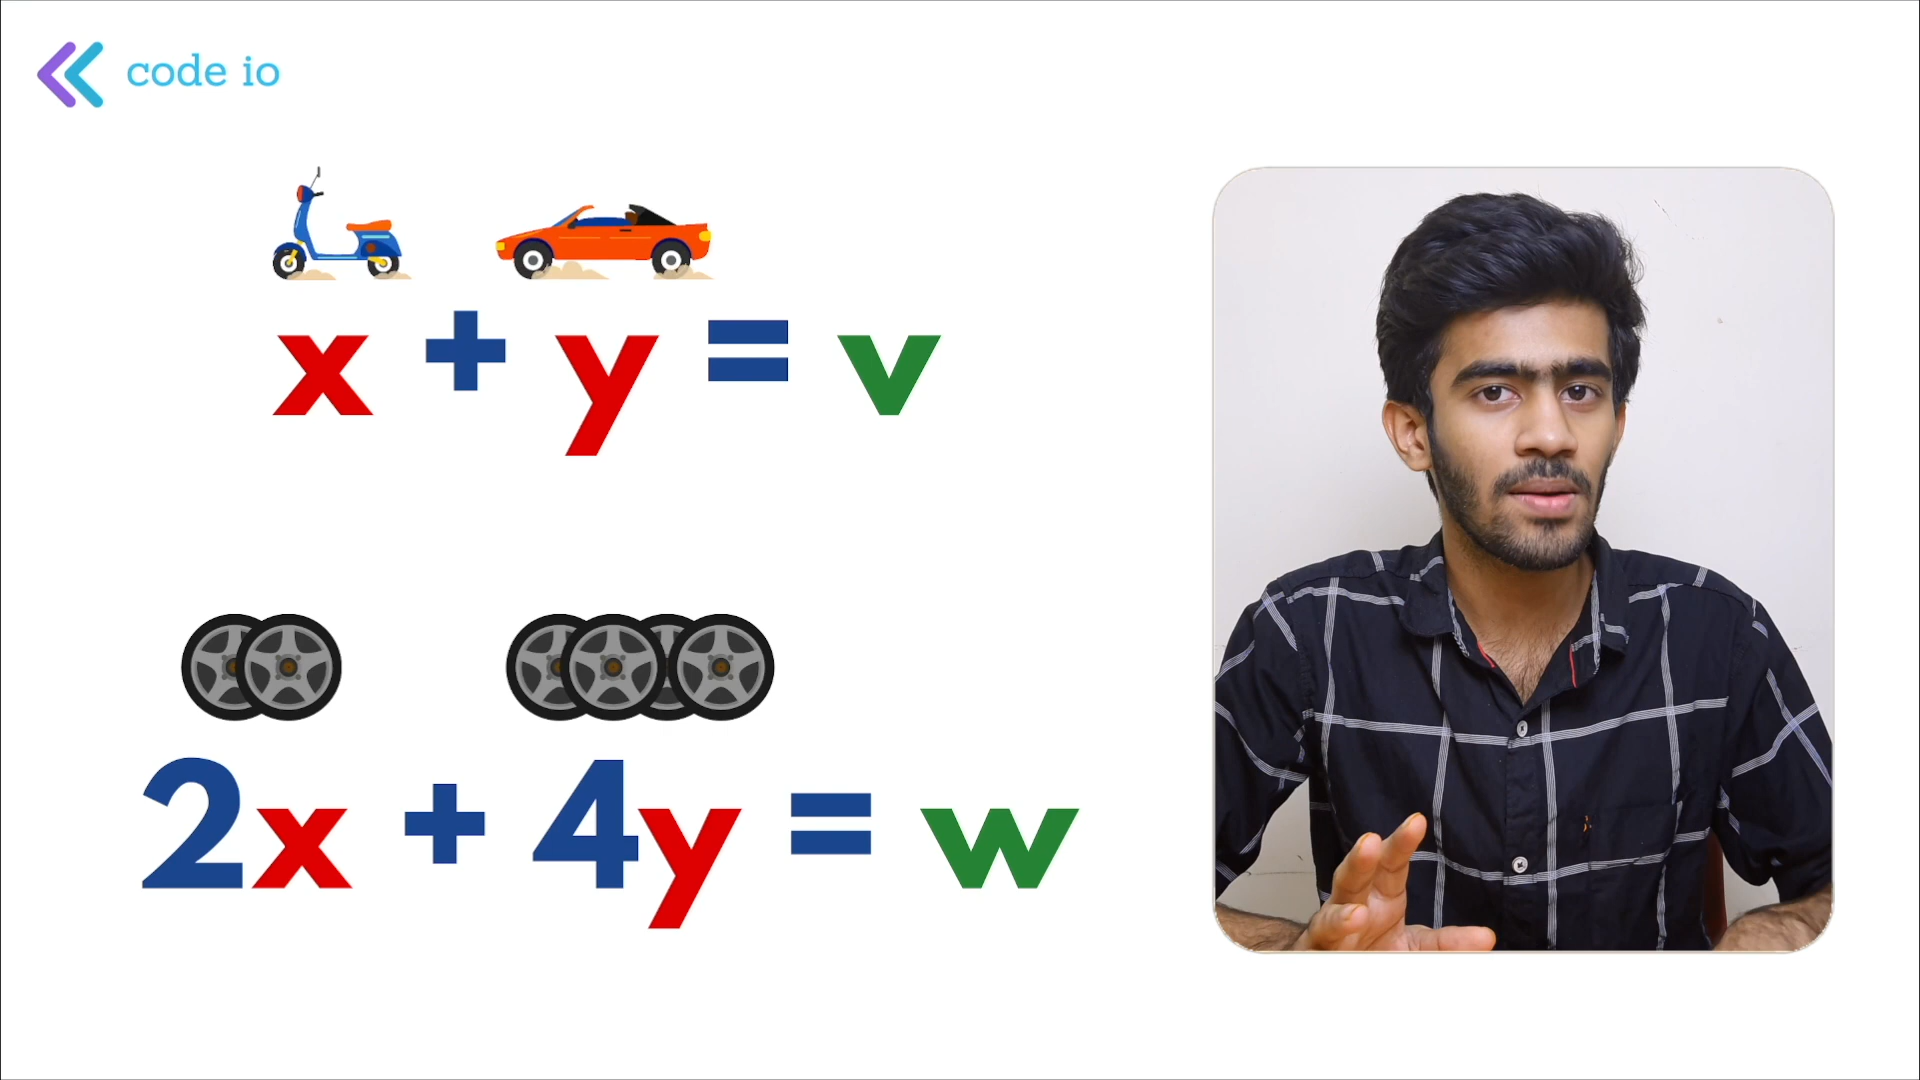 code io
x + y = v
2x + 4y = w